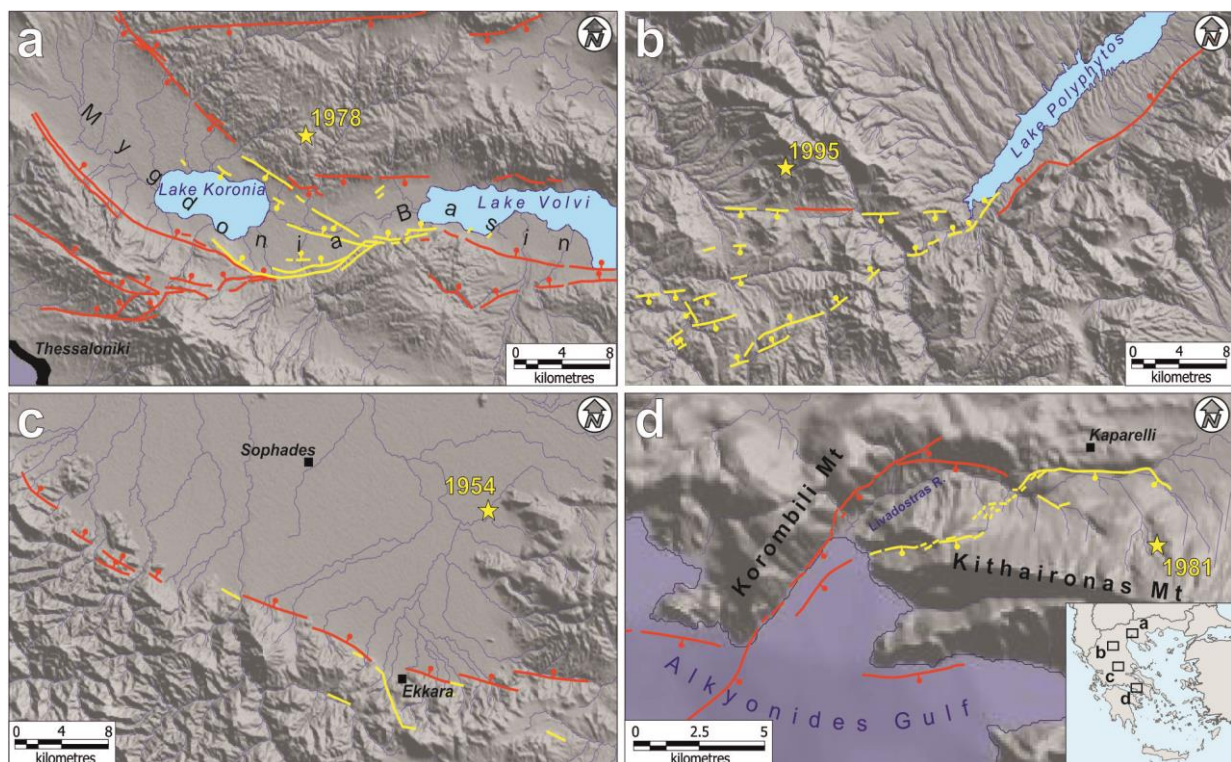 a
N
1978
Mygdonia Basin
Lake Koronia
Lake Volvi
Thessaloniki
0 4 8
kilometres
b
N
Lake Polyphytos
1995
0 4 8
kilometres
c
N
Sophades
1954
Ekkara
0 4 8
kilometres
d
N
Kaparelli
Korombili Mt
Livadostras R.
1981
Kithaironas Mt
Alkyonides Gulf
0 2.5 5
kilometres
a
b
c
d